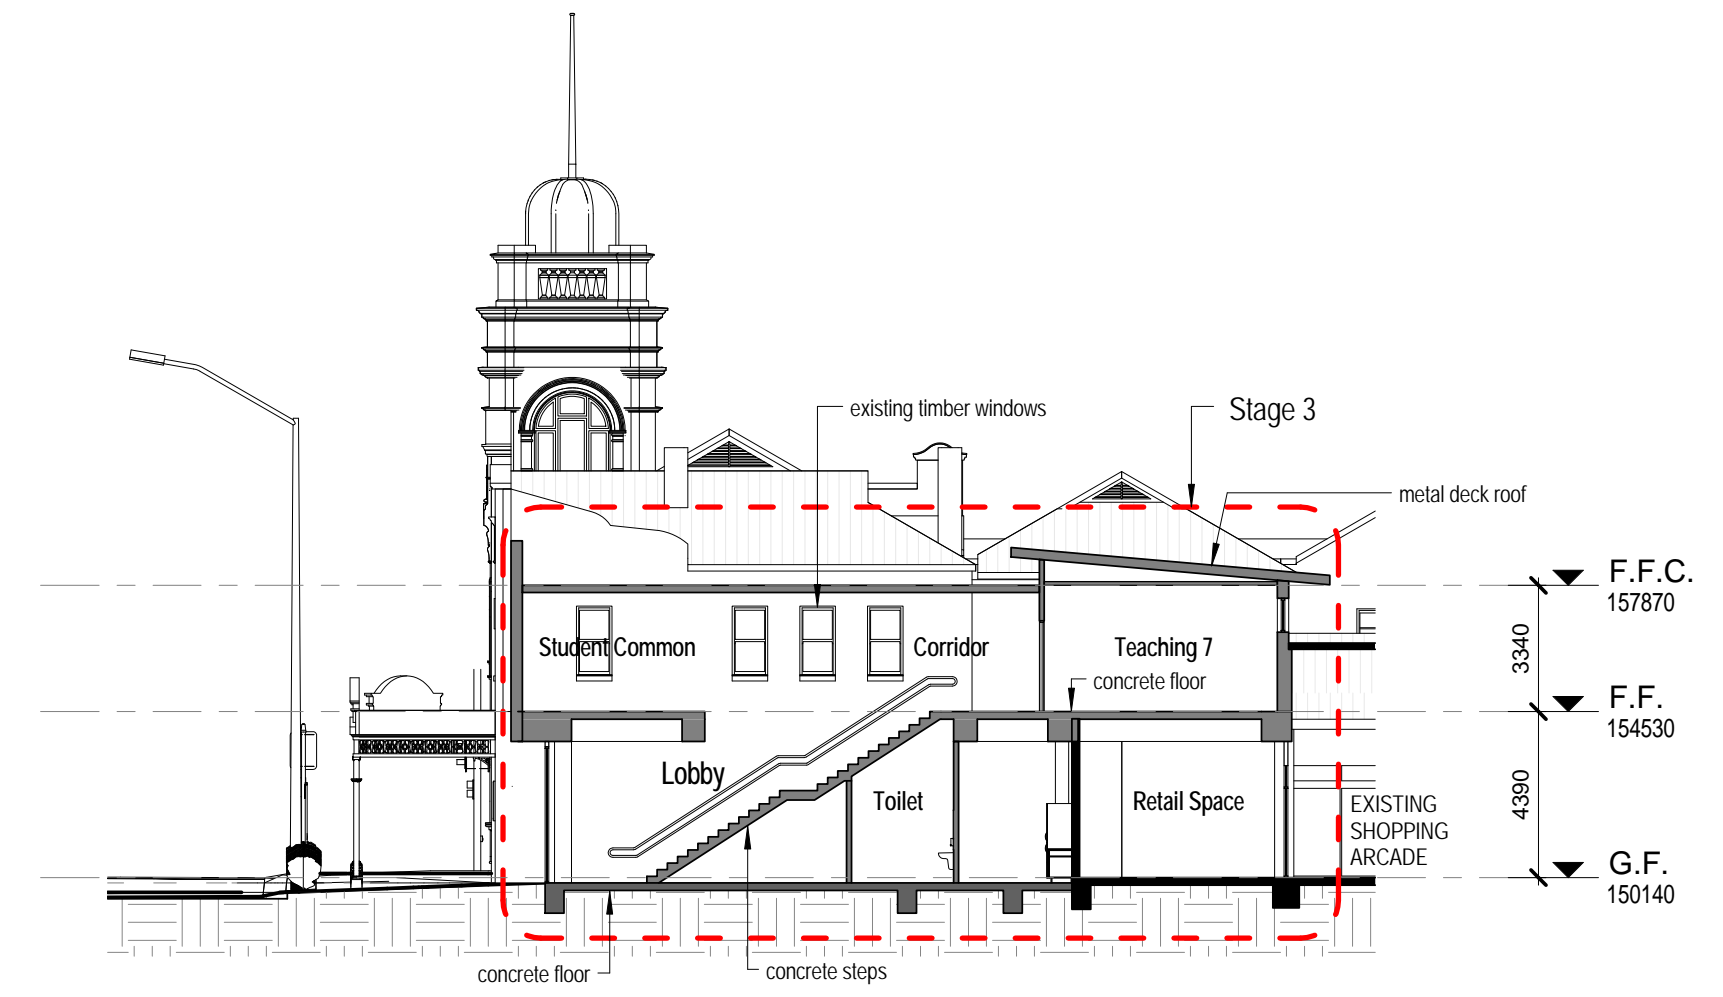 existing timber windows
Stage 3
metal deck roof
F.F.C.
157870
3340
Student Common
Corridor
Teaching 7
concrete floor
F.F.
154530
4390
Lobby
Toilet
Retail Space
EXISTING
SHOPPING
ARCADE
G.F.
150140
concrete floor
concrete steps